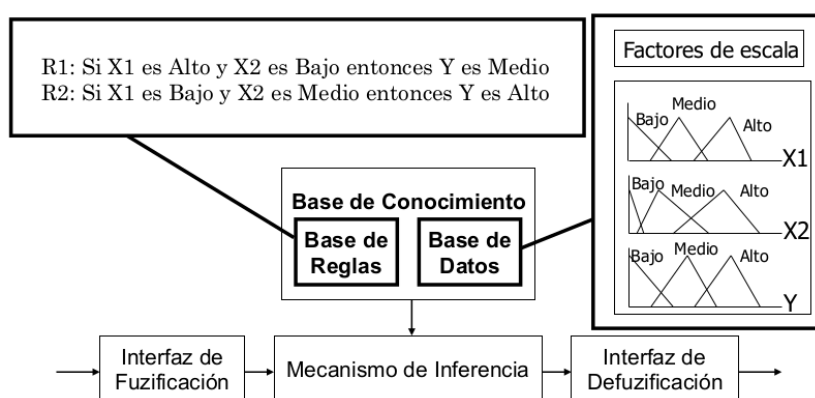 R1: Si X1 es Alto y X2 es Bajo entonces Y es Medio
R2: Si X1 es Bajo y X2 es Medio entonces Y es Alto
Factores de escala
Medio
Bajo
Alto
X1
Bajo
Medio
Alto
X2
Medio
Bajo
Alto
Y
Base de Conocimiento
Base de
Reglas
Base de
Datos
Interfaz de
Fuzificación
Mecanismo de Inferencia
Interfaz de
Defuzificación